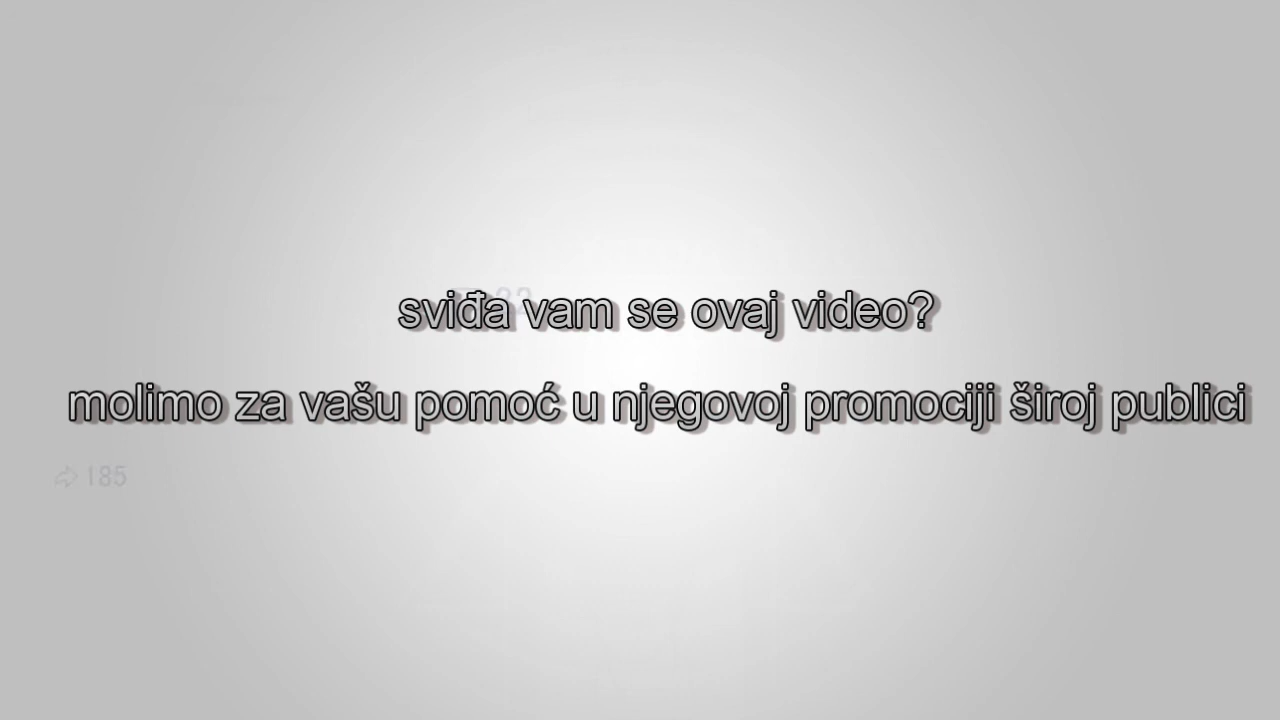 sviđa vam se ovaj video?
molimo za vašu pomoć u njegovoj promociji široj publici
185